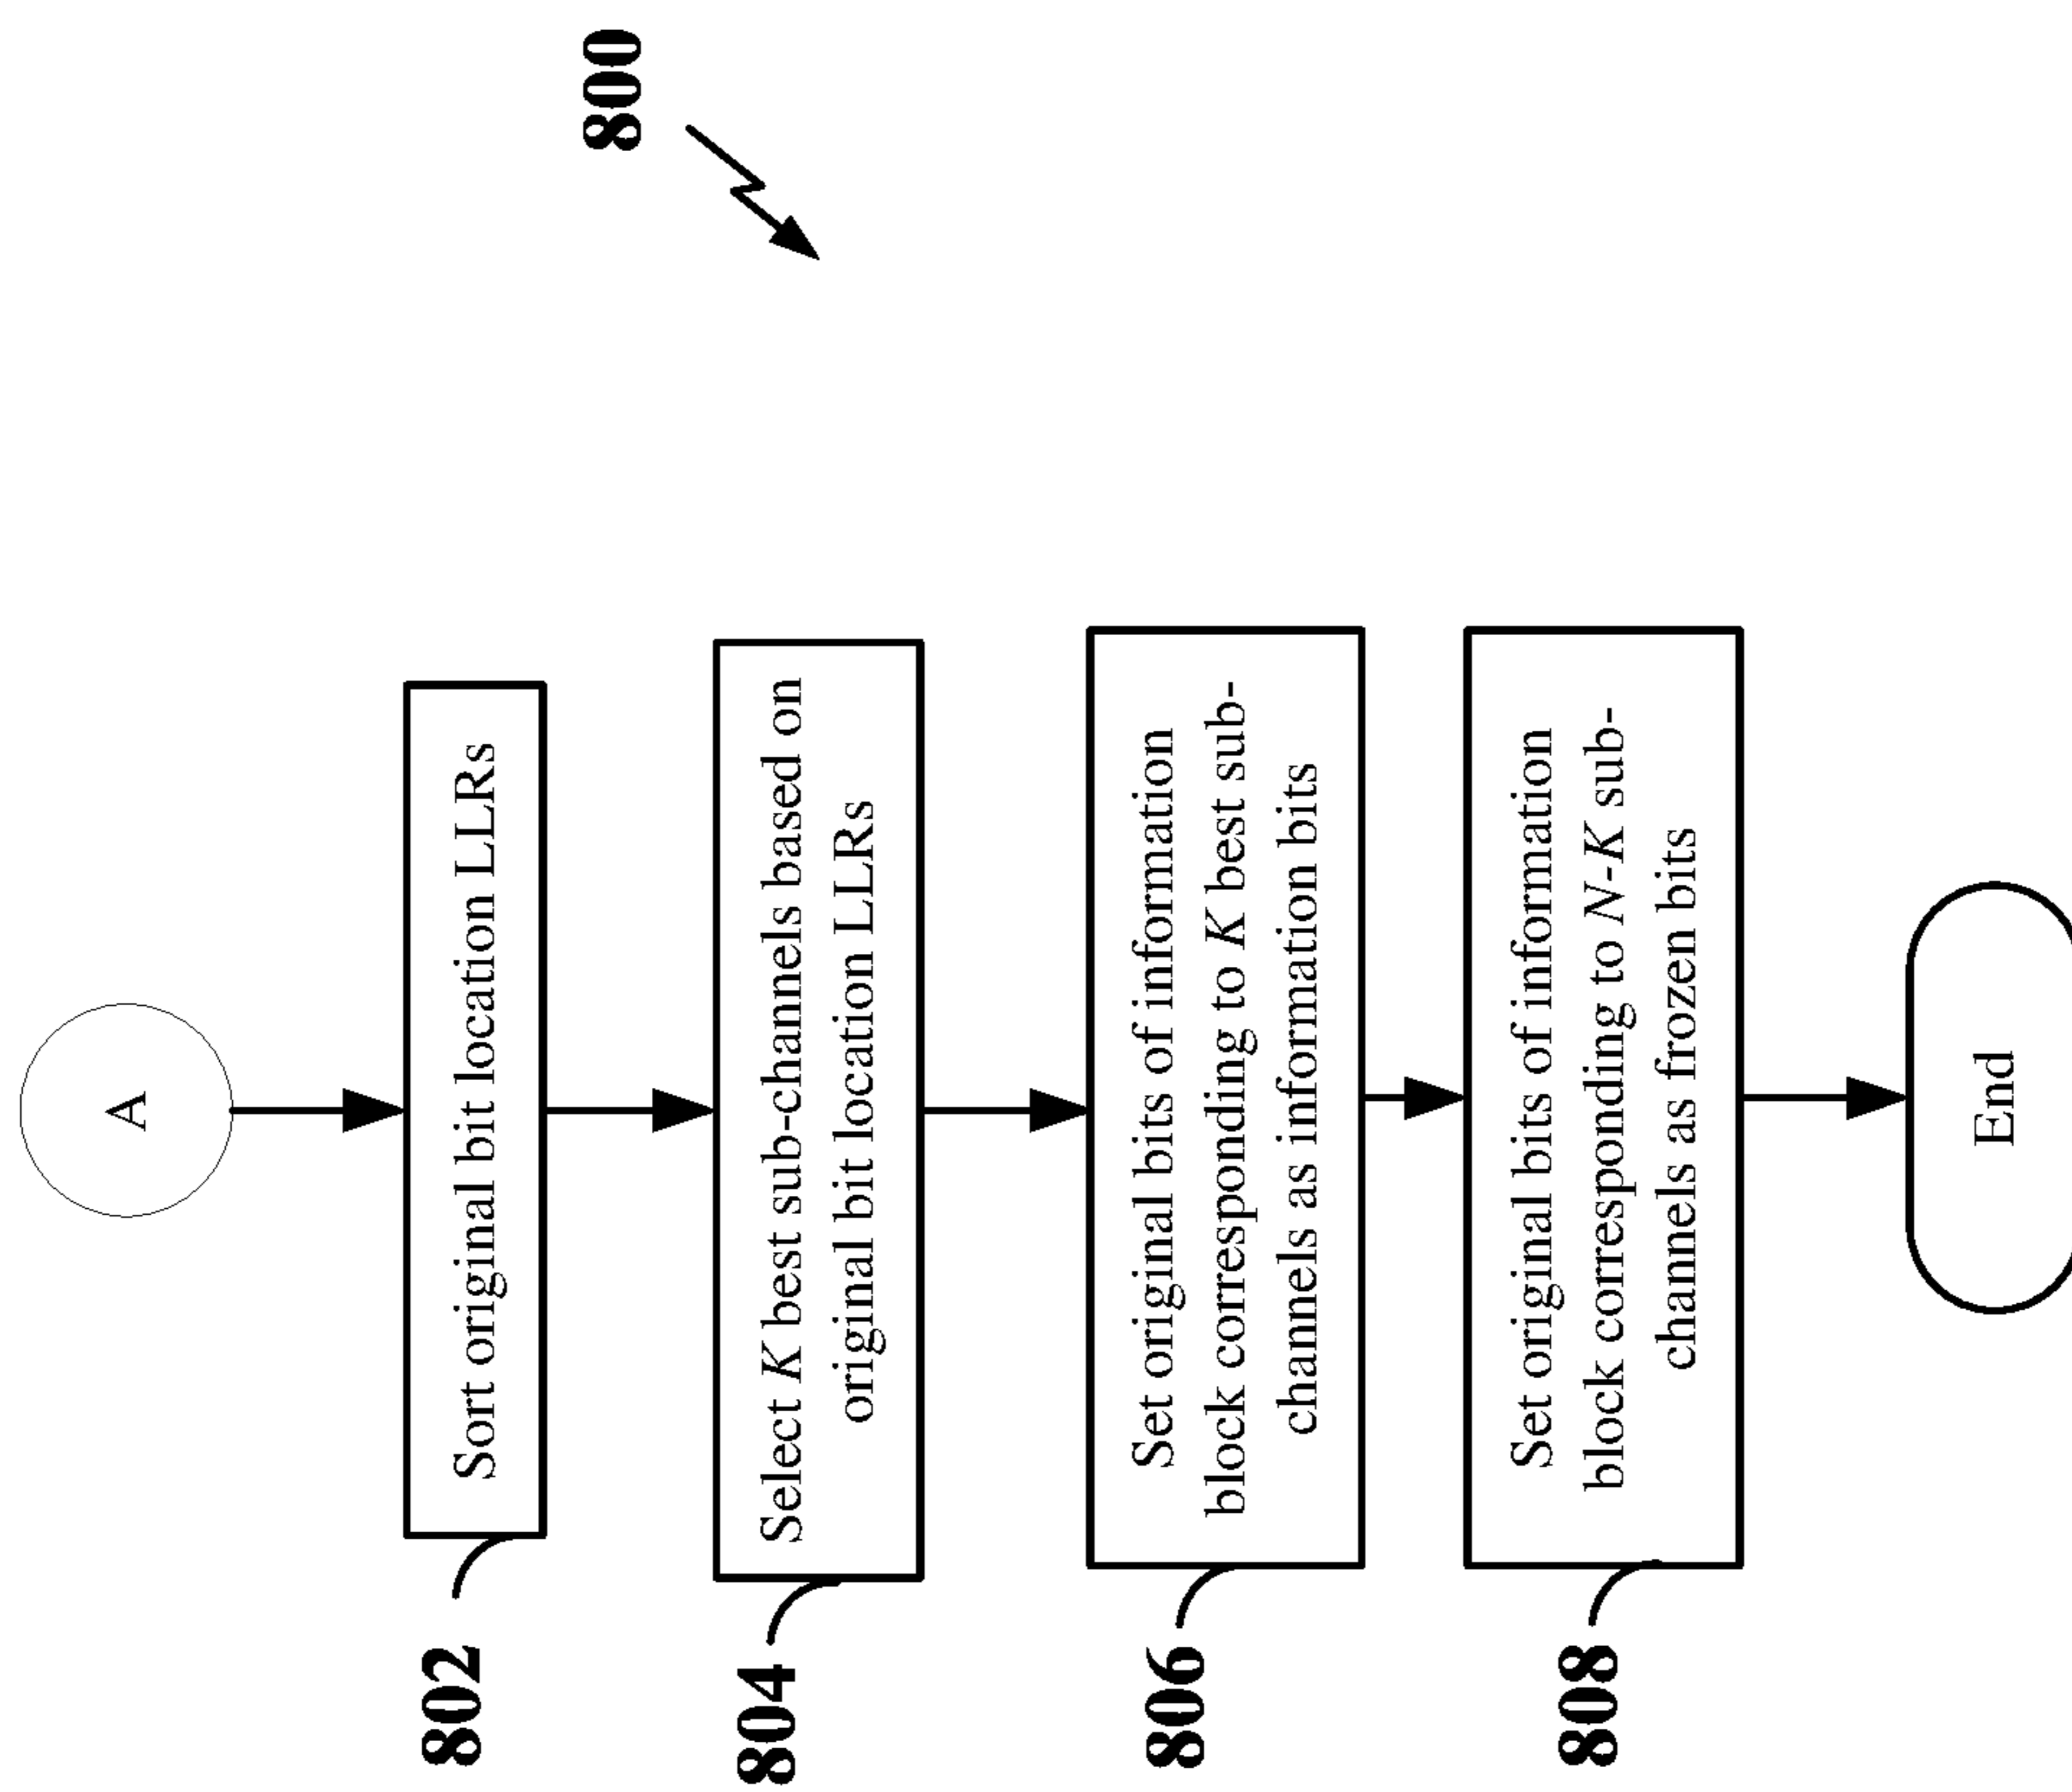 800
A
802
Sort original bit location LLRs
804
Select K best sub-channels based on
original bit location LLRs
806
Set original bits of information
block corresponding to K best sub-
channels as information bits
808
Set original bits of information
block corresponding to N-K sub-
channels as frozen bits
End